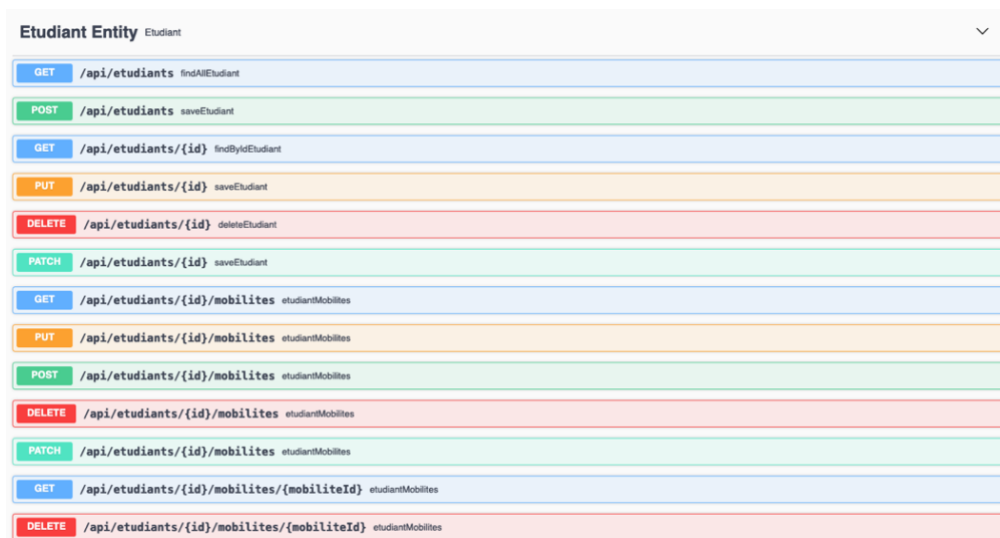 Etudiant Entity Etudiant
GET /api/etudiants findAllEtudiant
POST /api/etudiants saveEtudiant
GET /api/etudiants/{id} findByIdEtudiant
PUT /api/etudiants/{id} saveEtudiant
DELETE /api/etudiants/{id} deleteEtudiant
PATCH /api/etudiants/{id} saveEtudiant
GET /api/etudiants/{id}/mobilites etudiantMobilites
PUT /api/etudiants/{id}/mobilites etudiantMobilites
POST /api/etudiants/{id}/mobilites etudiantMobilites
DELETE /api/etudiants/{id}/mobilites etudiantMobilites
PATCH /api/etudiants/{id}/mobilites etudiantMobilites
GET /api/etudiants/{id}/mobilites/{mobiliteId} etudiantMobilites
DELETE /api/etudiants/{id}/mobilites/{mobiliteId} etudiantMobilites